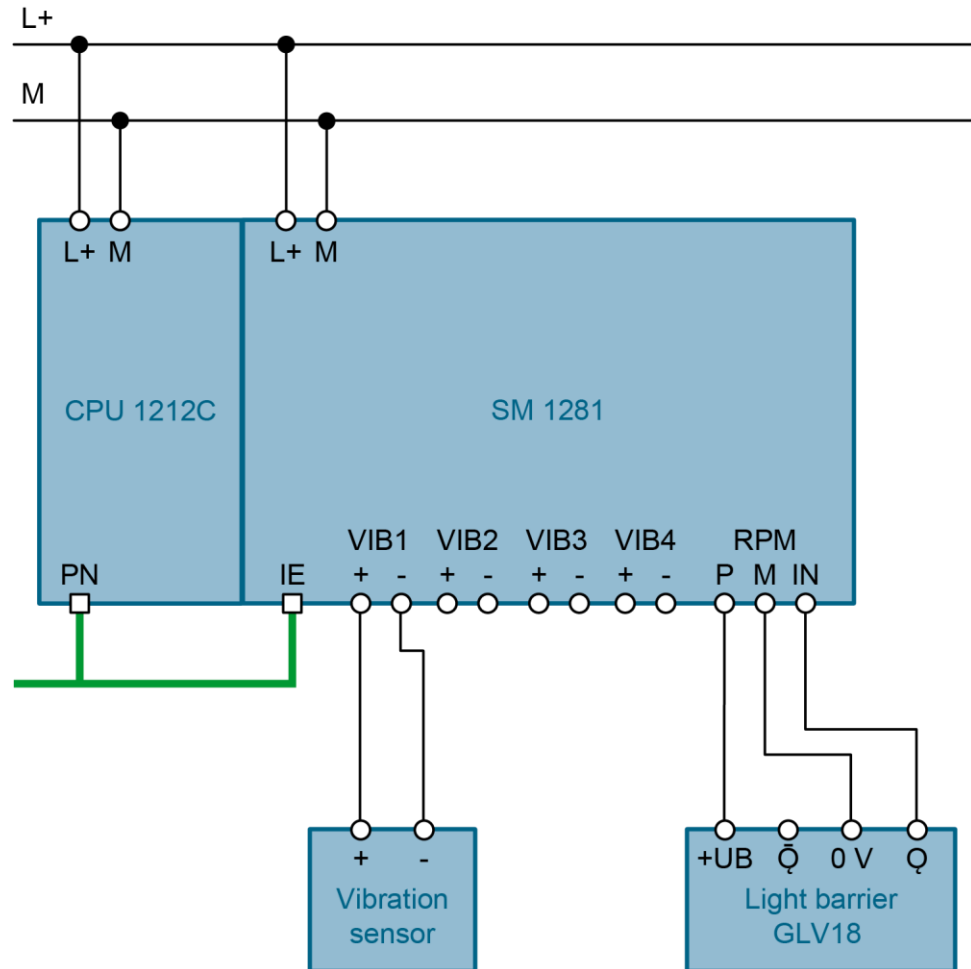 L+
M
L+ M
L+ M
CPU 1212C
SM 1281
VIB1 VIB2 VIB3 VIB4 RPM
PN IE + - + - + - + - P M IN
+ -
Vibration
sensor
+UB Q̄ 0 V Q
Light barrier
GLV18